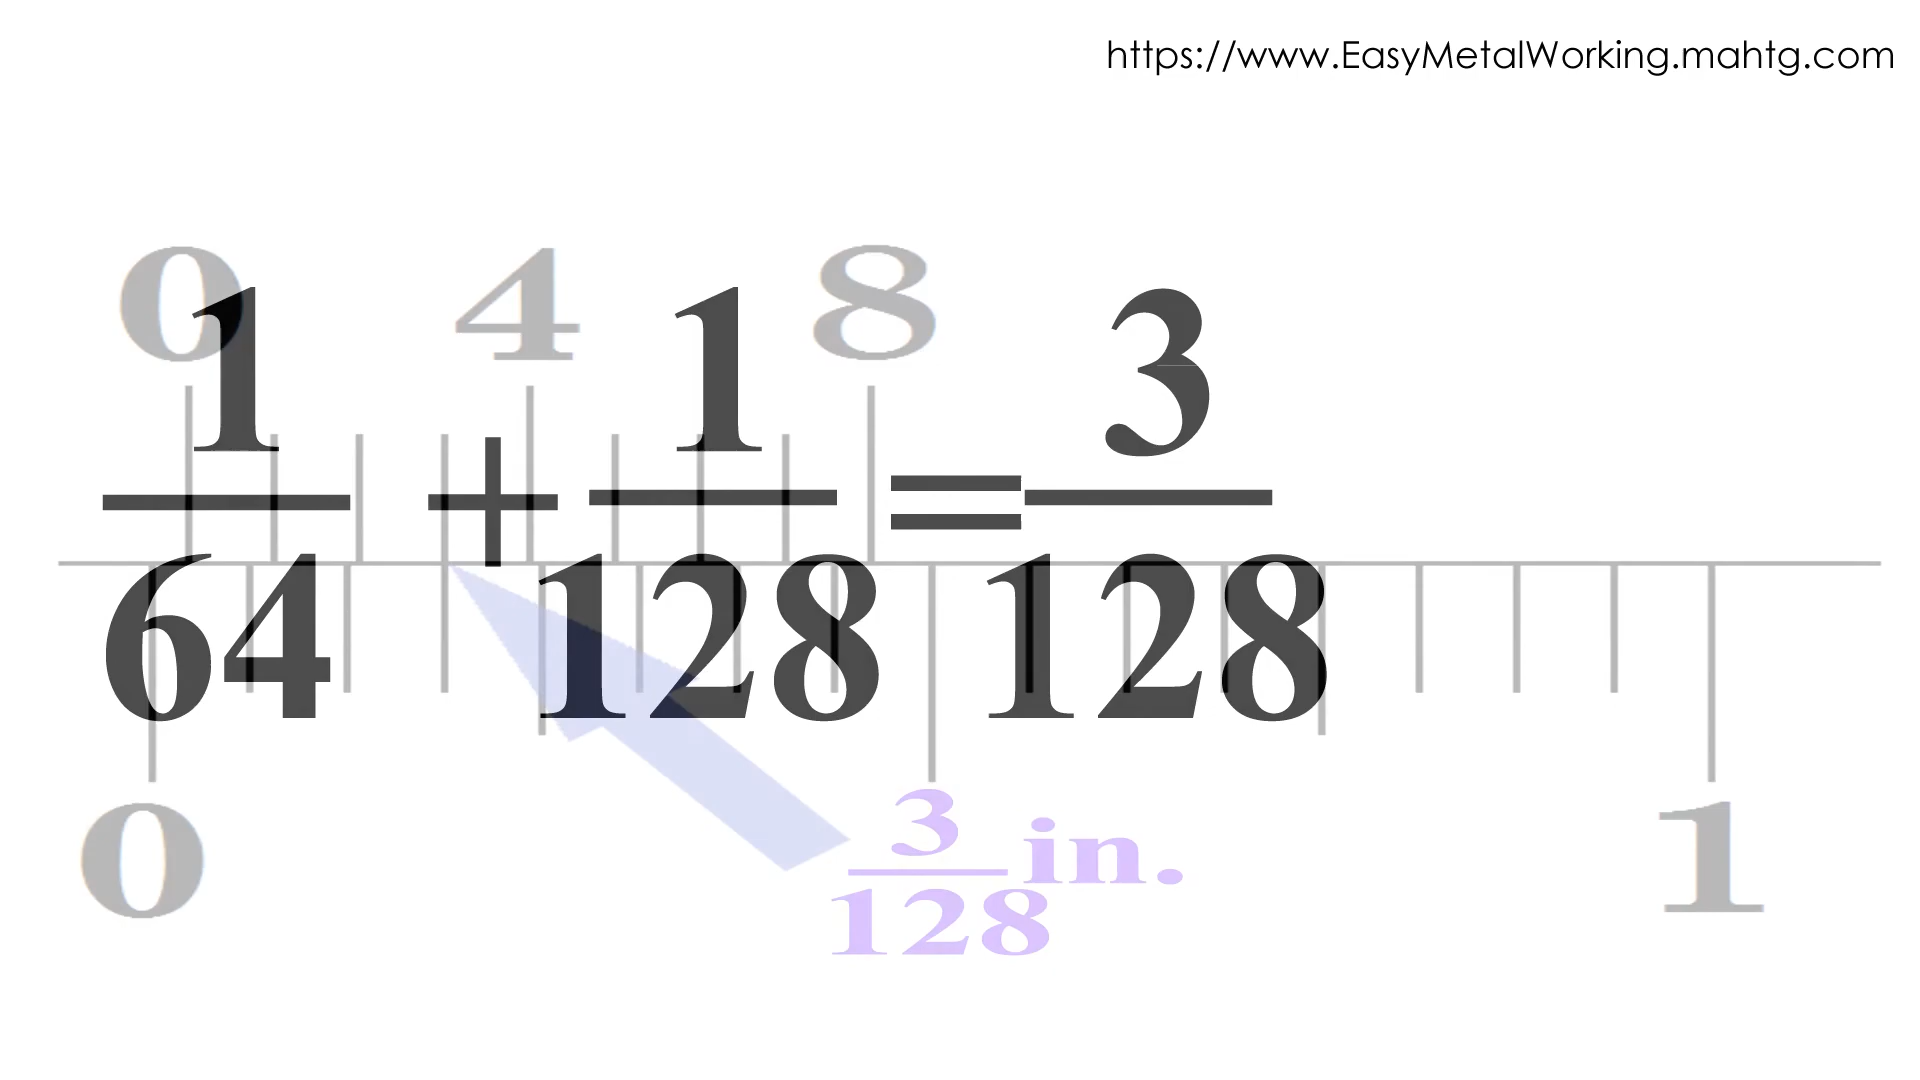 https://www.EasyMetalWorking.mahtg.com
0 4 8
1 1 3
+ =
64 128 128
0 1
3 in.
128